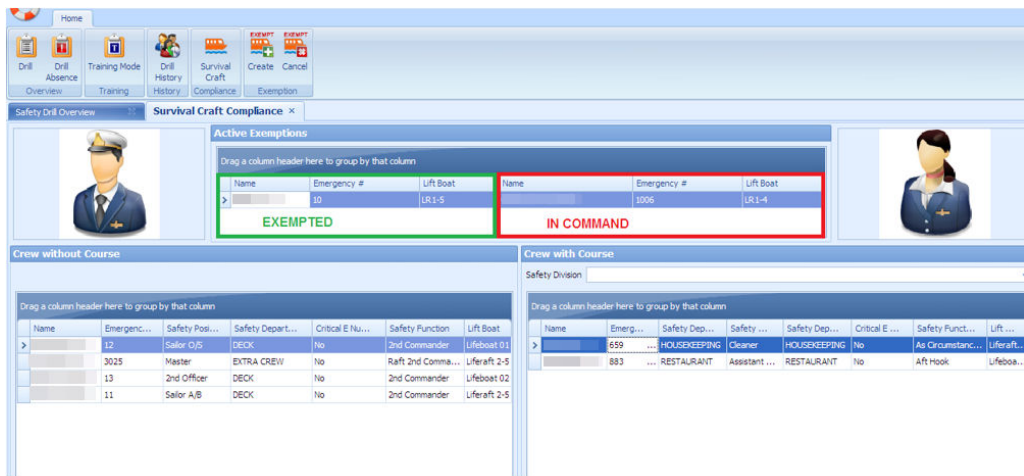 Home
EXEMPT EXEMPT
Drill Drill Absence Training Mode Drill History Survival Craft Create Cancel
Overview Training History Compliance Exemption
Safety Drill Overview Survival Craft Compliance ×
Active Exemptions
Drag a column header here to group by that column
Name Emergency # Lift Boat Name Emergency # Lift Boat
10 LR1-5 1006 LR1-4
EXEMPTED IN COMMAND
Crew without Course
Drag a column header here to group by that column
Name Emergenc... Safety Posi... Safety Depart... Critical E Nu... Safety Function Lift Boat
12 Sailor O/S DECK No 2nd Commander Lifeboat 01
3025 Master EXTRA CREW No Raft 2nd Comma... Liferaft 2-5
13 2nd Officer DECK No 2nd Commander Lifeboat 02
11 Sailor A/B DECK No 2nd Commander Liferaft 2-5
Crew with Course
Safety Division
Drag a column header here to group by that column
Name Emerg... Safety Dep... Safety ... Safety Dep... Critical E ... Safety Funct... Lift ...
659 ... HOUSEKEEPING Cleaner HOUSEKEEPING No As Circumstanc... Liferaft...
883 ... RESTAURANT Assistant ... RESTAURANT No Aft Hook Lifeboa...